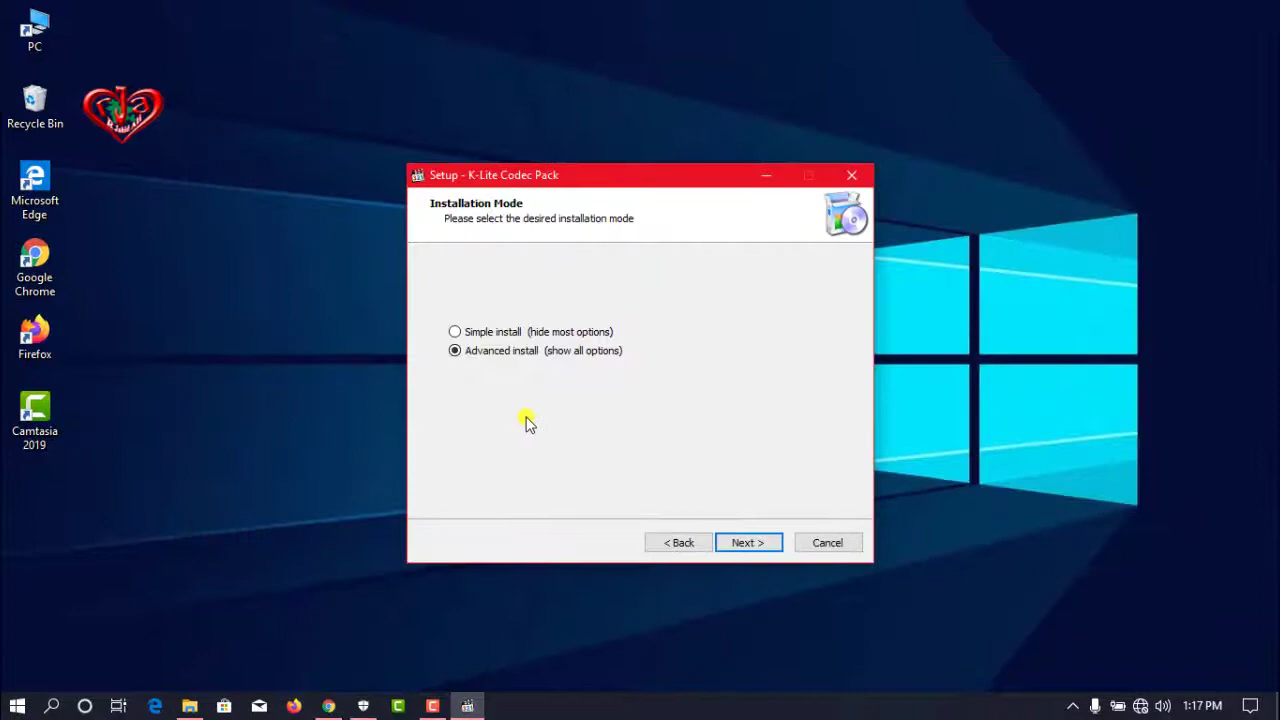 PC
Recycle Bin
Microsoft
Edge
Google
Chrome
Firefox
Camtasia
2019
Setup - K-Lite Codec Pack
Installation Mode
Please select the desired installation mode
Simple install (hide most options)
Advanced install (show all options)
< Back
Next >
Cancel
1:17 PM